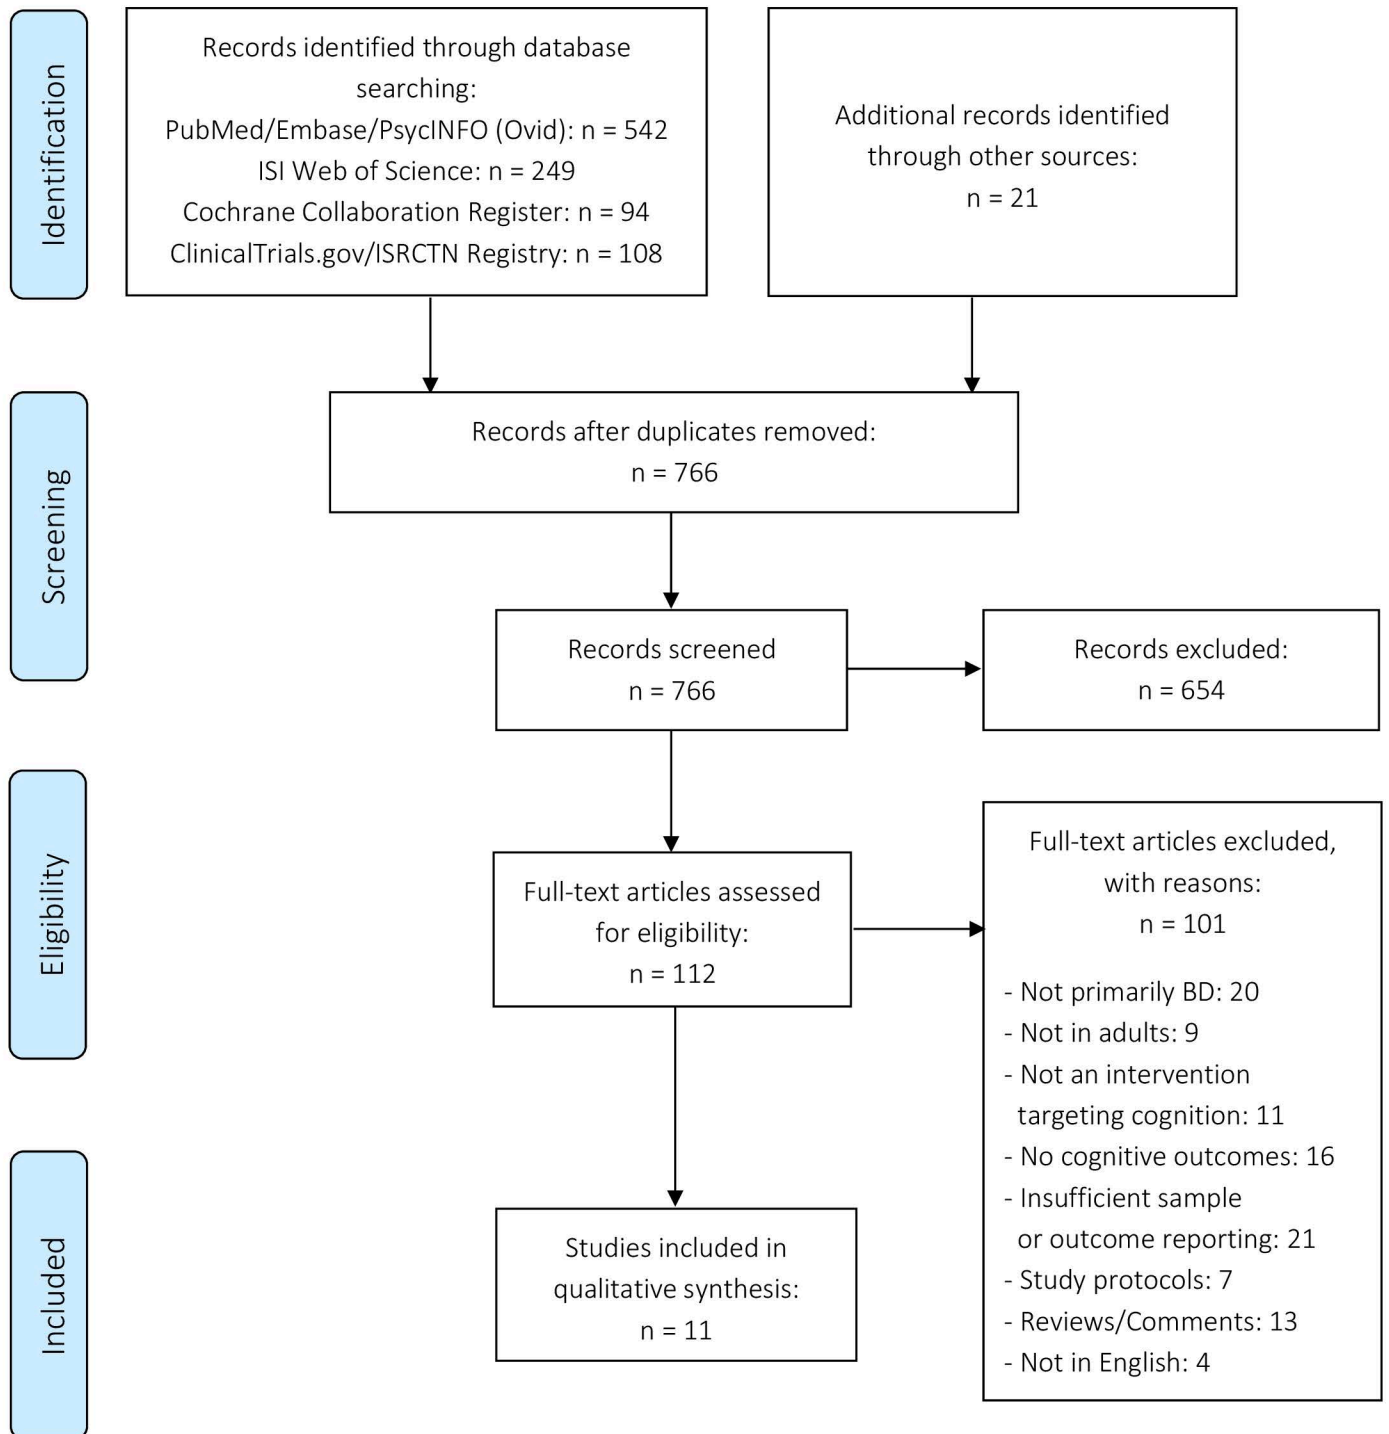 Identification
Records identified through database
searching:
PubMed/Embase/PsycINFO (Ovid): n = 542
ISI Web of Science: n = 249
Cochrane Collaboration Register: n = 94
ClinicalTrials.gov/ISRCTN Registry: n = 108
Additional records identified
through other sources:
n = 21
Screening
Records after duplicates removed:
n = 766
Records screened
n = 766
Records excluded:
n = 654
Eligibility
Full-text articles assessed
for eligibility:
n = 112
Full-text articles excluded,
with reasons:
n = 101
- Not primarily BD: 20
- Not in adults: 9
- Not an intervention
targeting cognition: 11
- No cognitive outcomes: 16
- Insufficient sample
or outcome reporting: 21
- Study protocols: 7
- Reviews/Comments: 13
- Not in English: 4
Included
Studies included in
qualitative synthesis:
n = 11